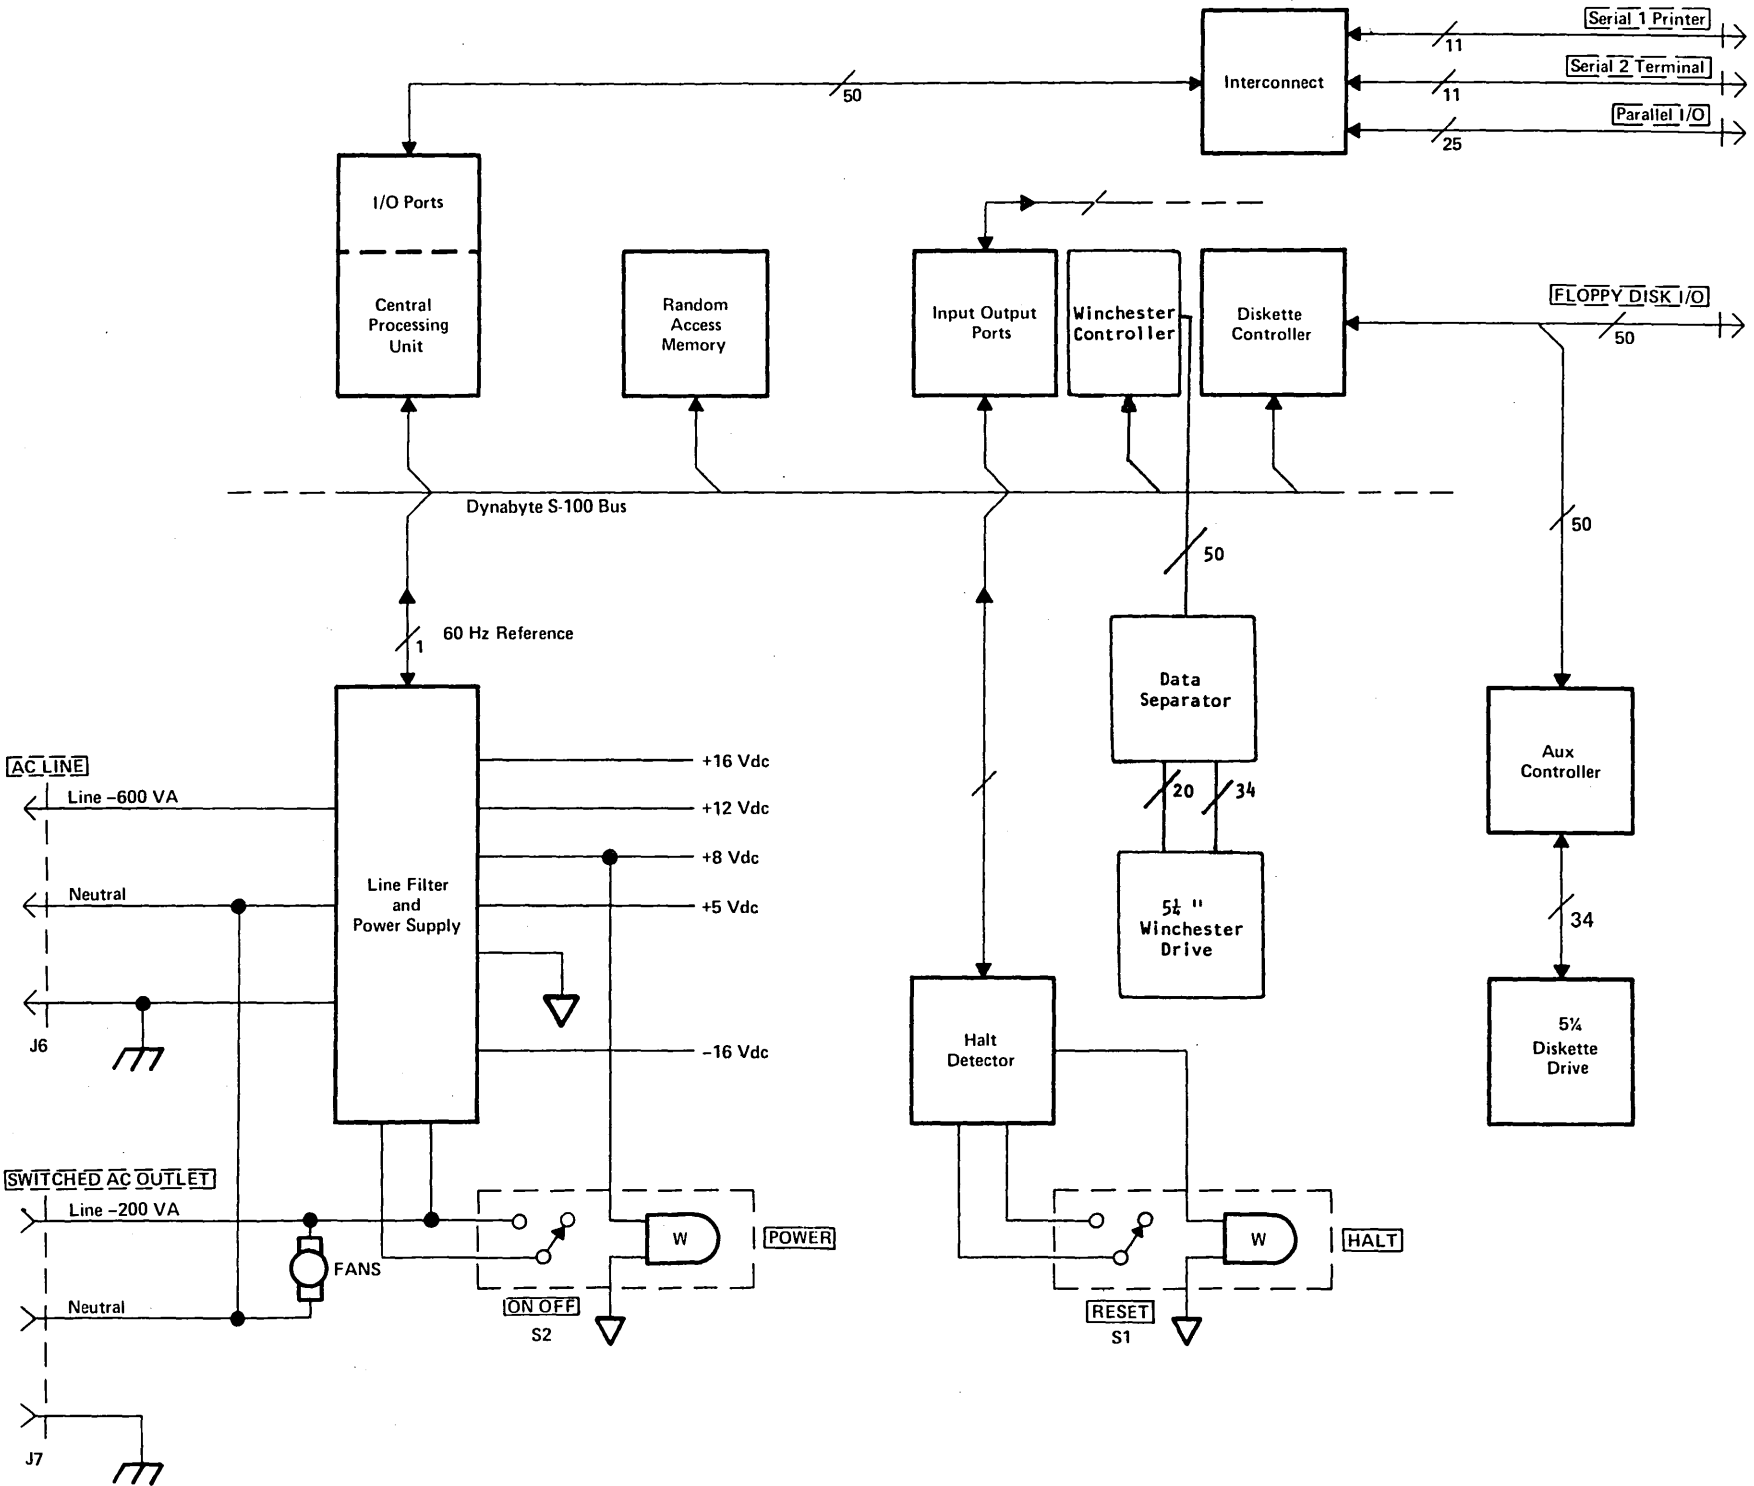 Serial 1 Printer
11
Serial 2 Terminal
11
Parallel I/O
25
Interconnect
50
I/O Ports
Central
Processing
Unit
Random
Access
Memory
Input Output
Ports
Winchester
Controller
Diskette
Controller
FLOPPY DISK I/O
50
Dynabyte S-100 Bus
50
50
1
60 Hz Reference
Data
Separator
20
34
5¼ "
Winchester
Drive
Aux
Controller
34
5¼
Diskette
Drive
AC LINE
Line –600 VA
Neutral
J6
Line Filter
and
Power Supply
+16 Vdc
+12 Vdc
+8 Vdc
+5 Vdc
–16 Vdc
Halt
Detector
SWITCHED AC OUTLET
Line –200 VA
FANS
Neutral
J7
W
POWER
ON OFF
S2
W
HALT
RESET
S1